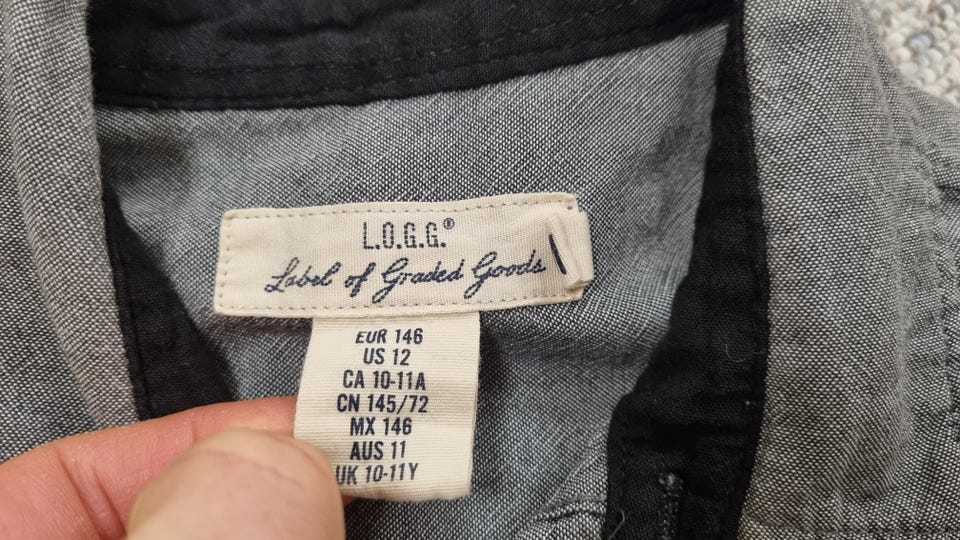 L.O.G.G.®
Label of Graded Goods
EUR 146
US 12
CA 10-11A
CN 145/72
MX 146
AUS 11
UK 10-11Y